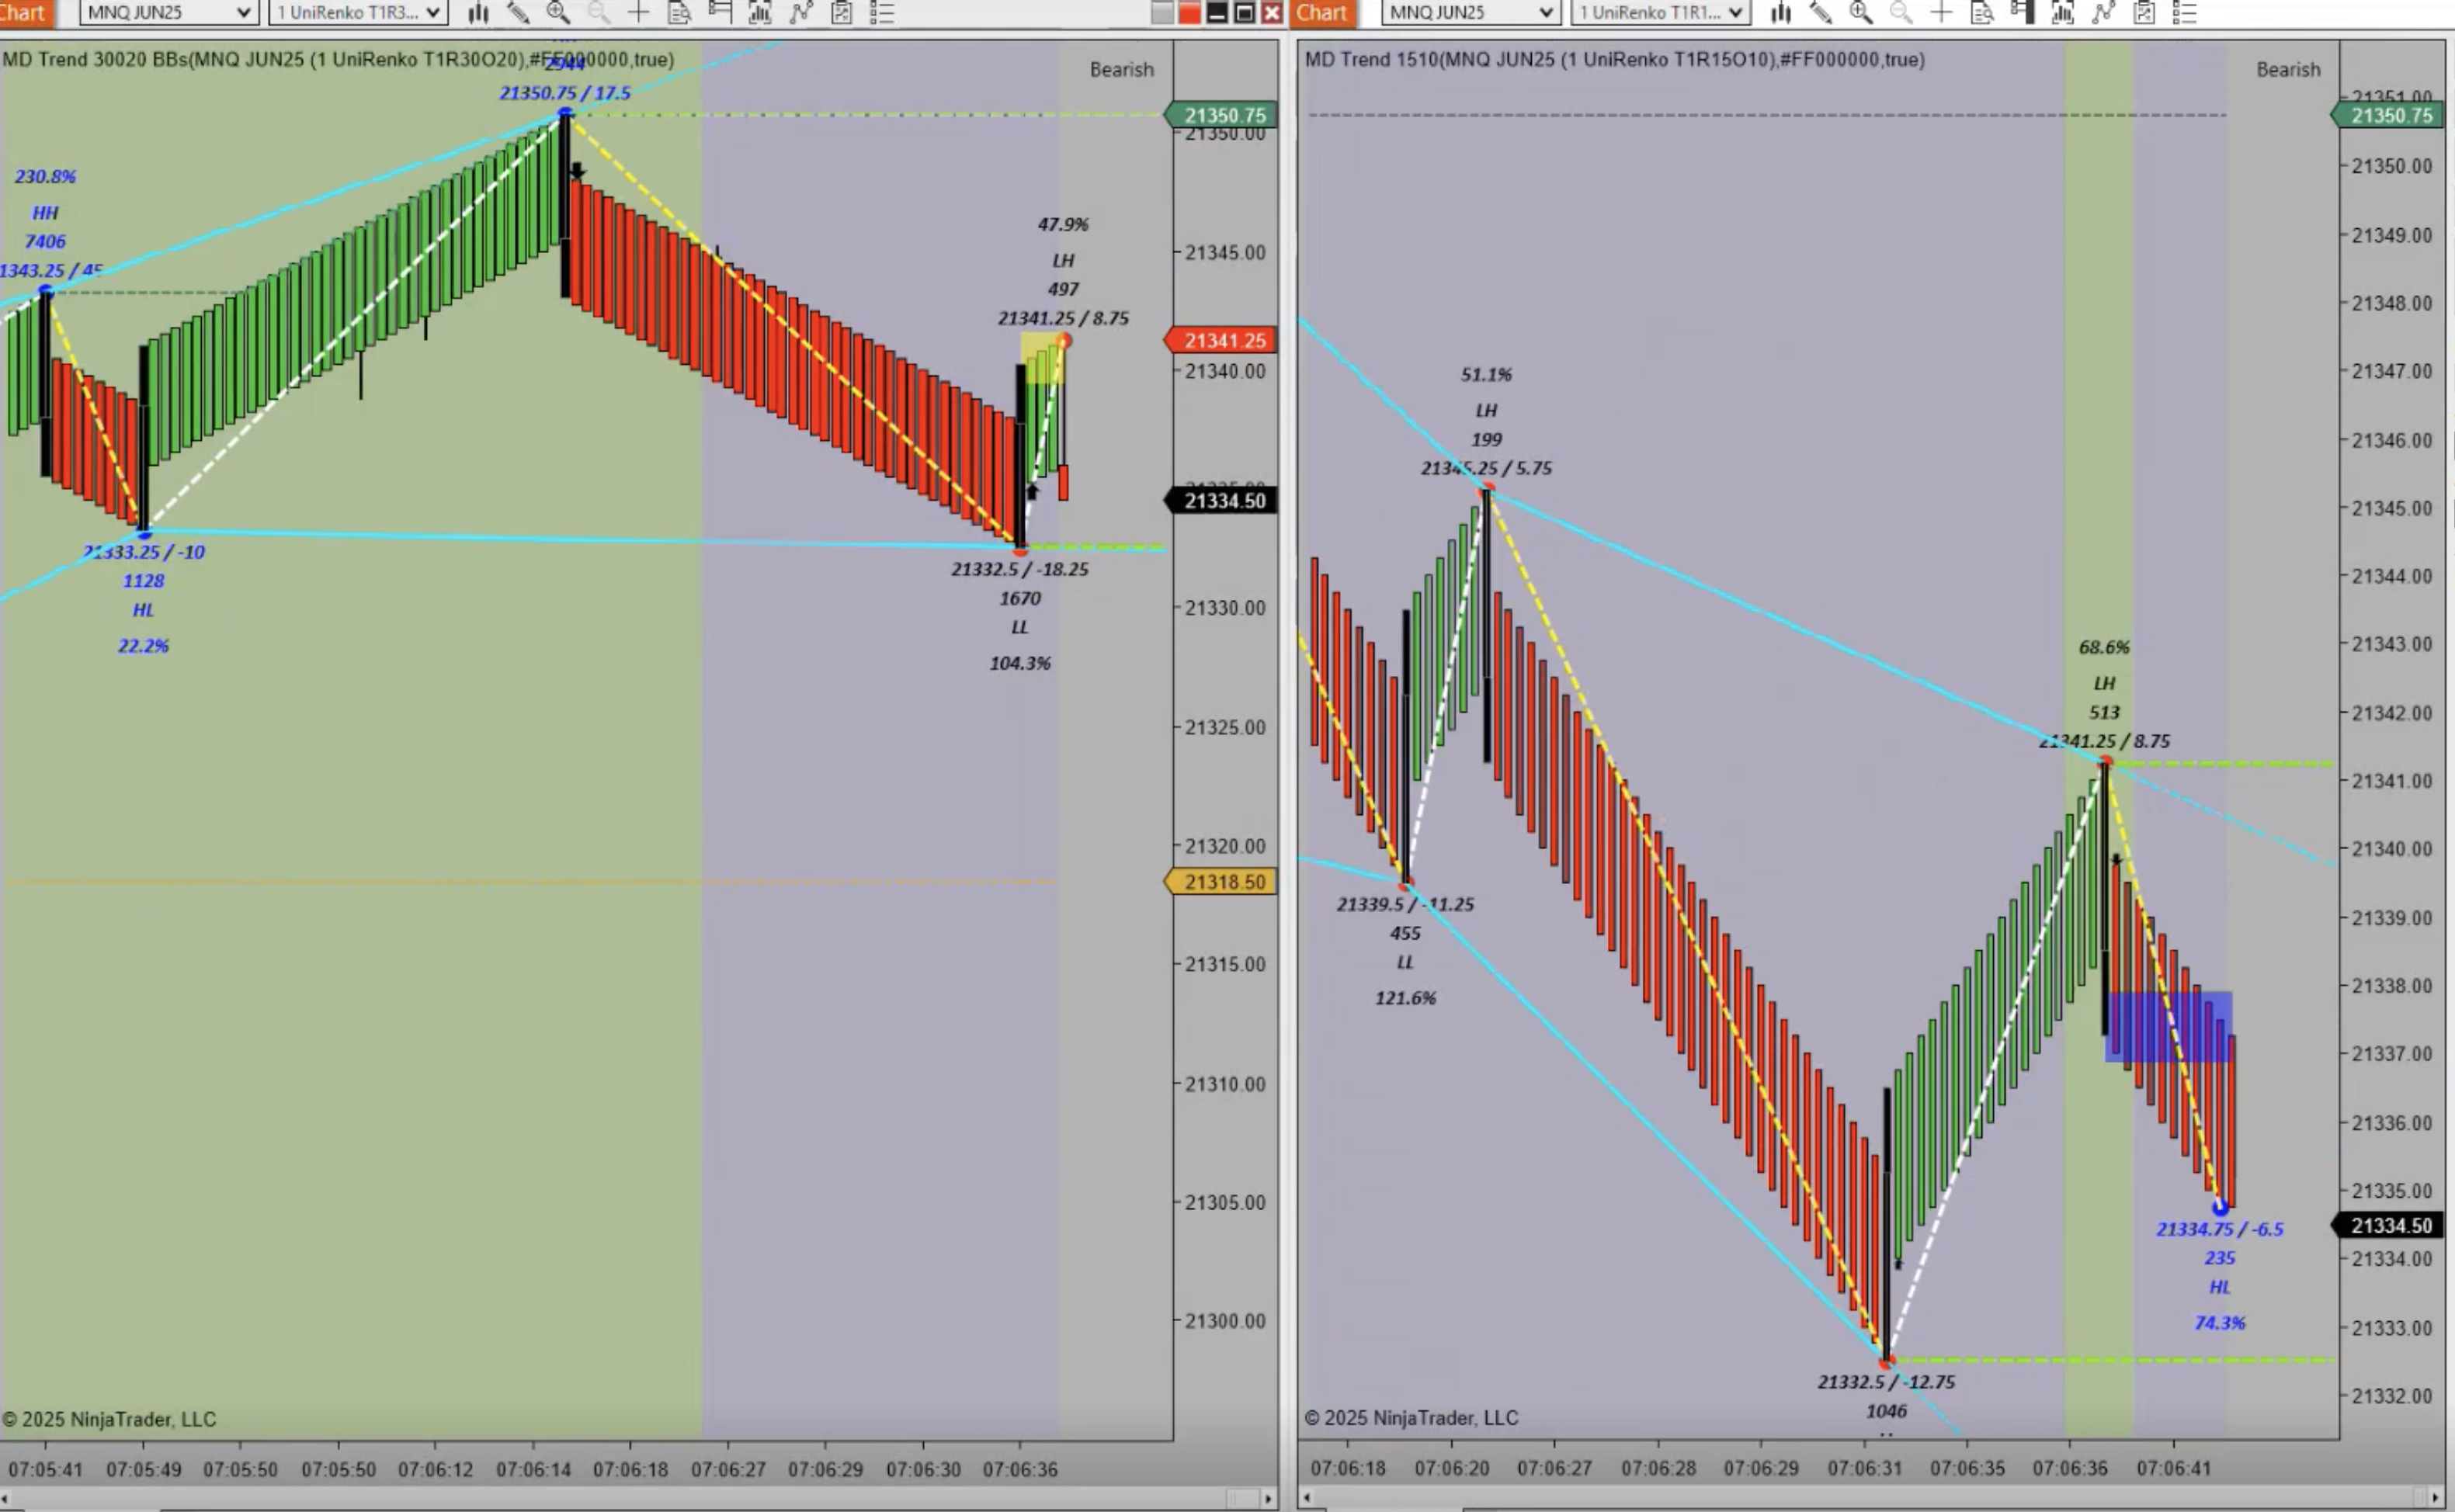 Chart
MNQ JUN25
1 UniRenko T1R3...
MD Trend 30020 BBs(MNQ JUN25 (1 UniRenko T1R30O20),#FF000000,true)
Bearish
2944
21350.75 / 17.5
230.8%
HH
7406
1343.25 / 45
21333.25 / -10
1128
HL
22.2%
47.9%
LH
497
21341.25 / 8.75
21332.5 / -18.25
1670
LL
104.3%
21350.75
21350.00
21345.00
21341.25
21340.00
21334.50
21330.00
21325.00
21320.00
21318.50
21315.00
21310.00
21305.00
21300.00
© 2025 NinjaTrader, LLC
07:05:41 07:05:49 07:05:50 07:05:50 07:06:12 07:06:14 07:06:18 07:06:27 07:06:29 07:06:30 07:06:36
Chart
MNQ JUN25
1 UniRenko T1R1...
MD Trend 1510(MNQ JUN25 (1 UniRenko T1R15O10),#FF000000,true)
Bearish
51.1%
LH
199
21345.25 / 5.75
21339.5 / -11.25
455
LL
121.6%
68.6%
LH
513
21341.25 / 8.75
21334.75 / -6.5
235
HL
74.3%
21332.5 / -12.75
1046
21351.00
21350.75
21350.00
21349.00
21348.00
21347.00
21346.00
21345.00
21344.00
21343.00
21342.00
21341.00
21340.00
21339.00
21338.00
21337.00
21336.00
21335.00
21334.50
21334.00
21333.00
21332.00
© 2025 NinjaTrader, LLC
07:06:18 07:06:20 07:06:27 07:06:28 07:06:29 07:06:31 07:06:35 07:06:36 07:06:41